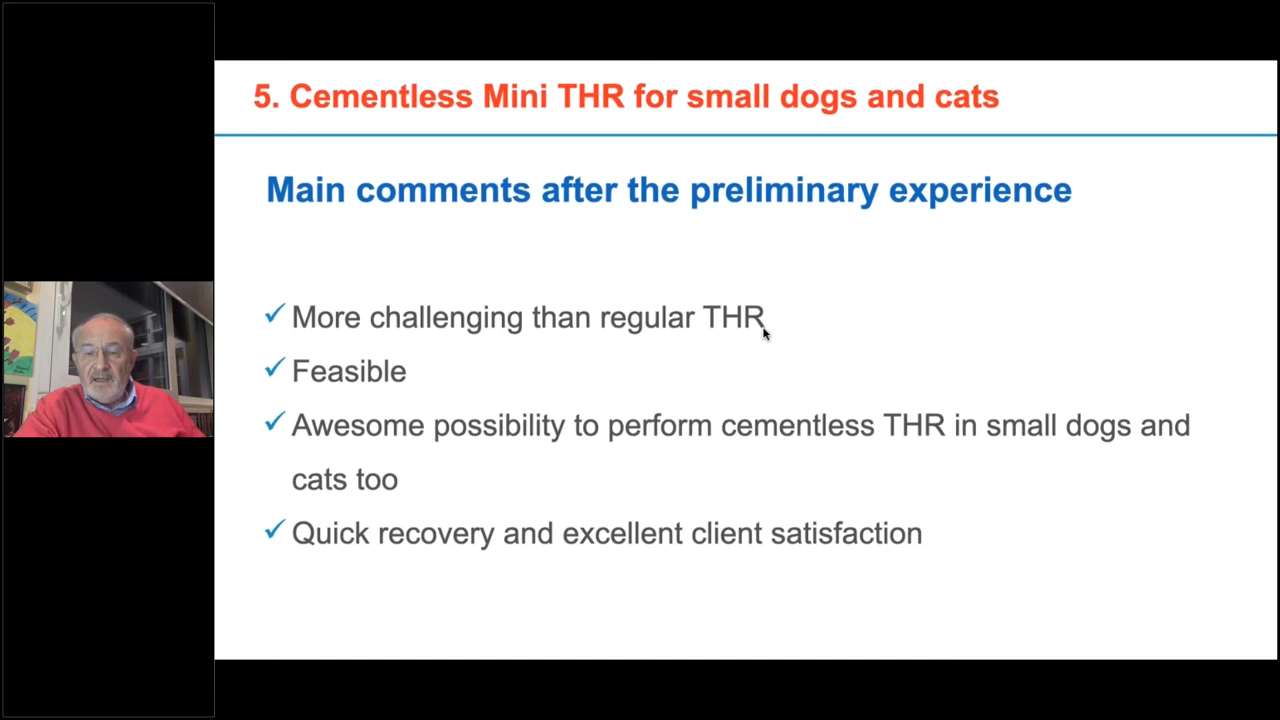 5. Cementless Mini THR for small dogs and cats
Main comments after the preliminary experience
✓ More challenging than regular THR
✓ Feasible
✓ Awesome possibility to perform cementless THR in small dogs and
cats too
✓ Quick recovery and excellent client satisfaction